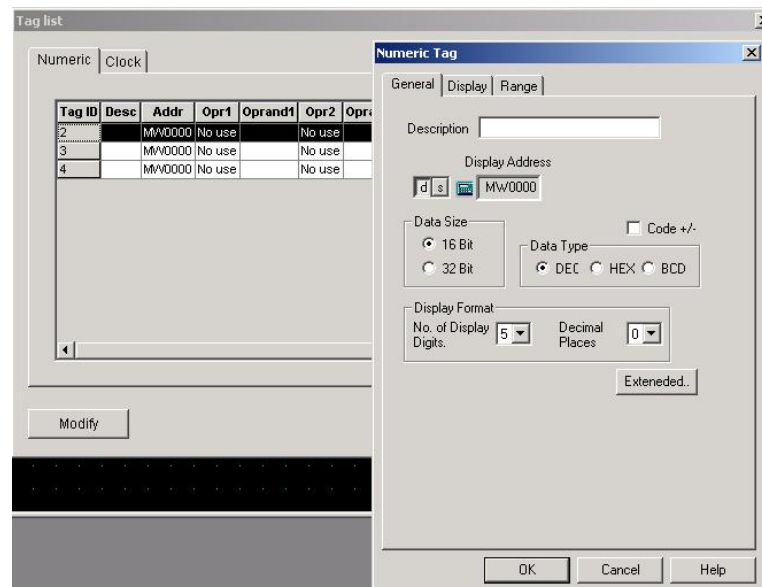 Tag list
Numeric Clock
Tag ID Desc Addr Opr1 Oprand1 Opr2 Opra
2 MW0000 No use No use
3 MW0000 No use No use
4 MW0000 No use No use
Modify
Numeric Tag
General Display Range
Description
Display Address
d s MW0000
Data Size
16 Bit
32 Bit
Code +/-
Data Type
DEC HEX BCD
Display Format
No. of Display Digits. 5 Decimal Places 0
Exteneded..
OK Cancel Help